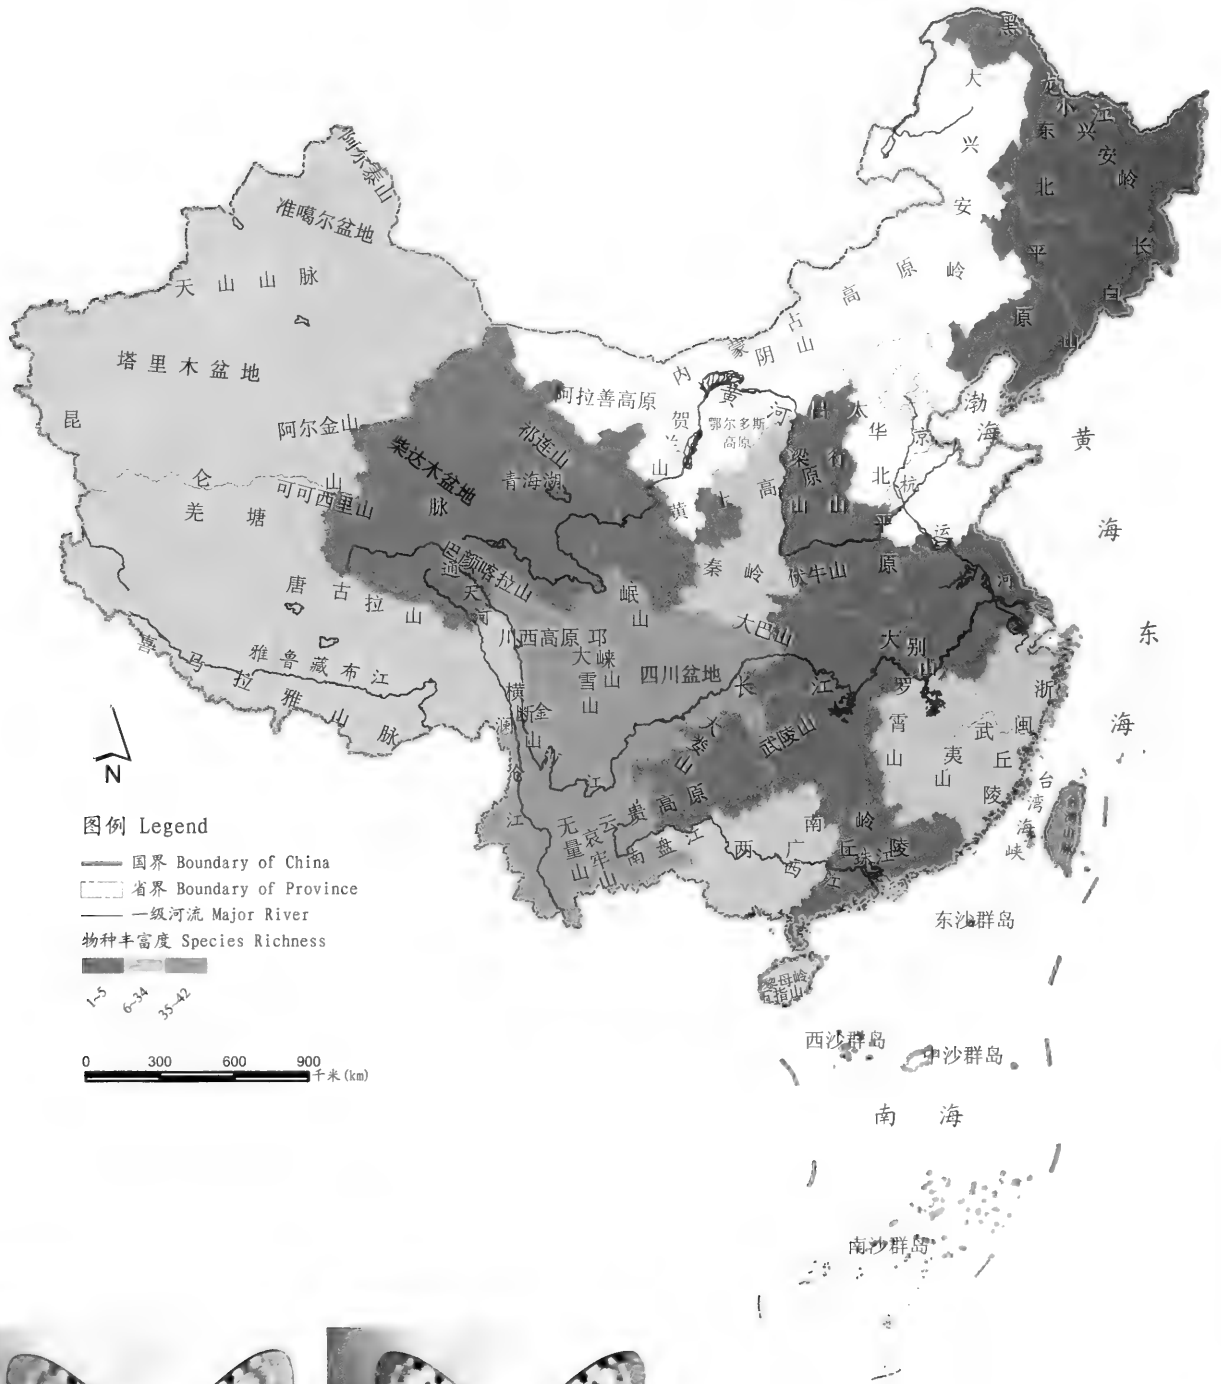 黑龙江
大兴安岭
小兴安岭
东北平原
长白山
阿尔泰山
准噶尔盆地
天山山脉
塔里木盆地
内蒙古高原
阴山
阿拉善高原
贺兰山
鄂尔多斯
高原
黄河
吕梁山
太行山
华北平原
京杭运河
渤海
黄海
昆仑山脉
阿尔金山
祁连山
柴达木盆地
青海湖
可可西里山
羌塘
黄土高原
巴颜喀拉山
通天河
秦岭
伏牛山
唐古拉山
岷山
大巴山
川西高原
邛崃山
大雪山
四川盆地
大别山
东海
喜马拉雅山脉
雅鲁藏布江
横断山
金沙江
澜沧江
长江
大娄山
武陵山
罗霄山
武夷山
浙闽丘陵
台湾海峡
无量山
哀牢山
云贵高原
南盘江
南岭
两广丘陵
西江
珠江
东沙群岛
黎母岭
五指山
西沙群岛
中沙群岛
南海
南沙群岛
N
图例 Legend
国界 Boundary of China
省界 Boundary of Province
一级河流 Major River
物种丰富度 Species Richness
1-5 6-34 35-42
0 300 600 900
千米(km)